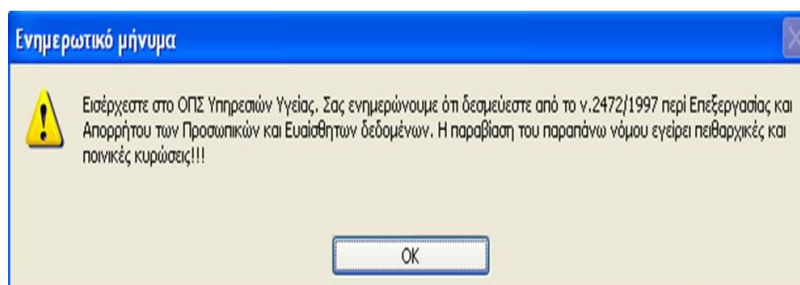 Ενημερωτικό μήνυμα
Εισέρχεστε στο ΟΠΣ Υπηρεσιών Υγείας. Σας ενημερώνουμε ότι δεσμεύεστε από το ν.2472/1997 περί Επεξεργασίας και
Απορρήτου των Προσωπικών και Ευαίσθητων δεδομένων. Η παραβίαση του παραπάνω νόμου εγείρει πειθαρχικές και
ποινικές κυρώσεις!!!
OK